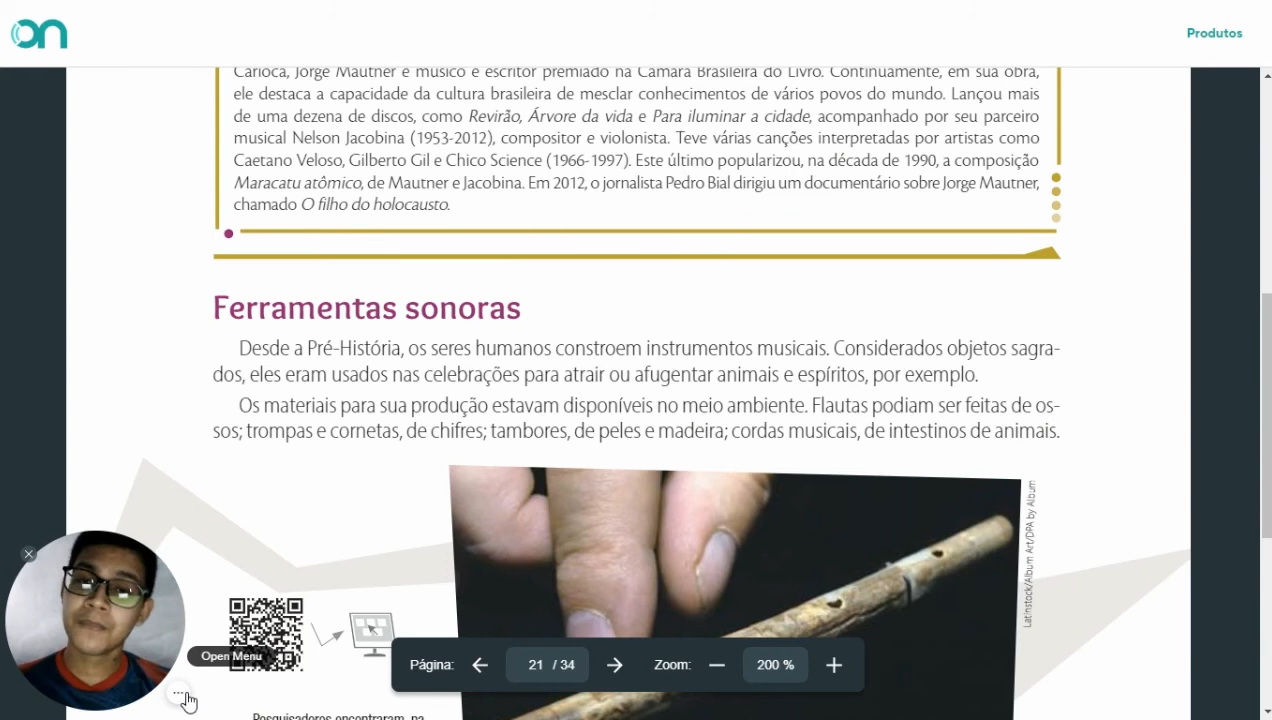 on
Produtos
Carioca, Jorge Mautner é músico e escritor premiado na Câmara Brasileira do Livro. Continuamente, em sua obra,
ele destaca a capacidade da cultura brasileira de mesclar conhecimentos de vários povos do mundo. Lançou mais
de uma dezena de discos, como Revirão, Árvore da vida e Para iluminar a cidade, acompanhado por seu parceiro
musical Nelson Jacobina (1953-2012), compositor e violonista. Teve várias canções interpretadas por artistas como
Caetano Veloso, Gilberto Gil e Chico Science (1966-1997). Este último popularizou, na década de 1990, a composição
Maracatu atômico, de Mautner e Jacobina. Em 2012, o jornalista Pedro Bial dirigiu um documentário sobre Jorge Mautner,
chamado O filho do holocausto.
Ferramentas sonoras
Desde a Pré-História, os seres humanos constroem instrumentos musicais. Considerados objetos sagra-
dos, eles eram usados nas celebrações para atrair ou afugentar animais e espíritos, por exemplo.
Os materiais para sua produção estavam disponíveis no meio ambiente. Flautas podiam ser feitas de os-
sos; trompas e cornetas, de chifres; tambores, de peles e madeira; cordas musicais, de intestinos de animais.
Latinstock/Album Art/DPA by Album
Open Menu
Página: 21 / 34 Zoom: 200 %
Pesquisadores encontraram, na